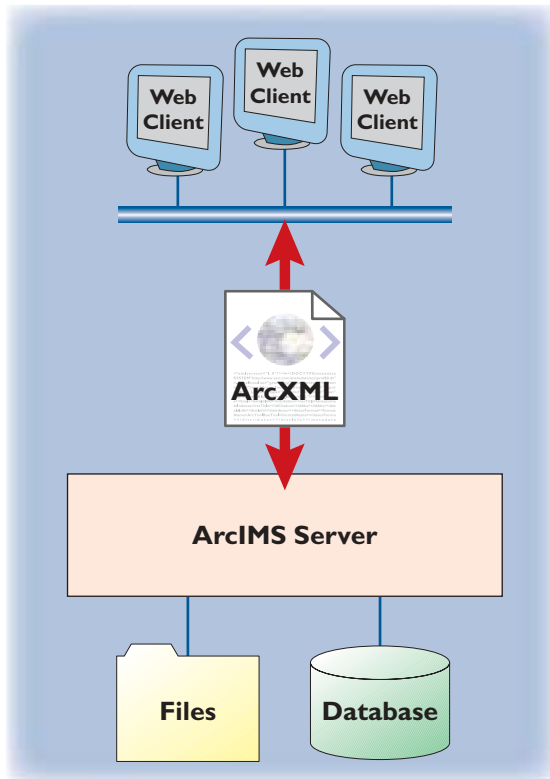 Web
Client
Web
Client
Web
Client
ArcXML
ArcIMS Server
Files
Database